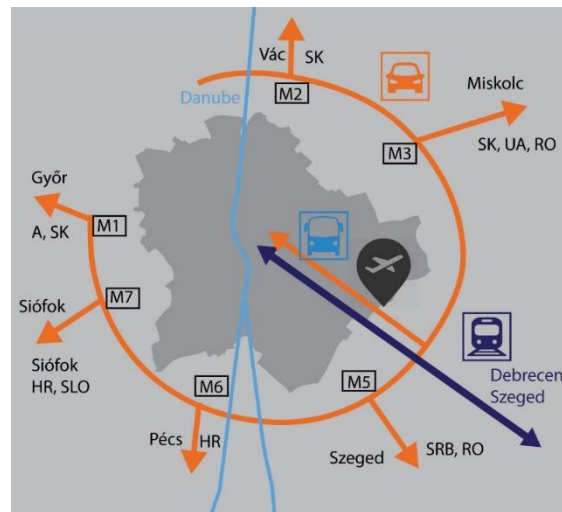 Vác SK
Danube
M2
Miskolc
M3
SK, UA, RO
Győr
M1
A, SK
Siófok
M7
Siófok
HR, SLO
M6
M5
Debrecen
Szeged
Pécs HR
Szeged
SRB, RO